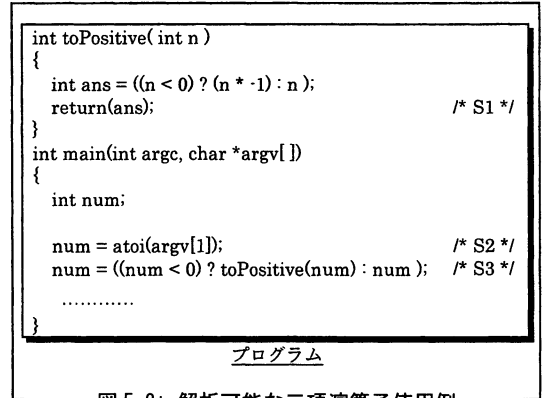 int toPositive( int n )
{
int ans = ((n < 0) ? (n * -1) : n );
return(ans); /* S1 */
}
int main(int argc, char *argv[ ])
{
int num;
num = atoi(argv[1]); /* S2 */
num = ((num < 0) ? toPositive(num) : num ); /* S3 */
…………
}
プログラム